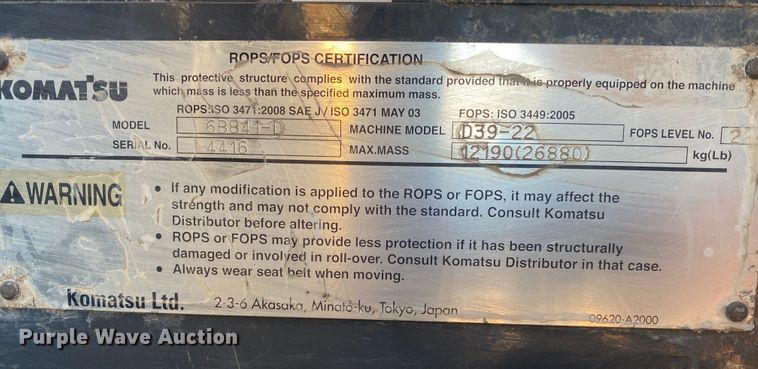 ROPS/FOPS CERTIFICATION
KOMATSU
This protective structure complies with the standard provided that it is properly equipped on the machine
which mass is less than the specified maximum mass.
ROPS:ISO 3471:2008 SAE J/ISO 3471 MAY 03 FOPS: ISO 3449:2005
MODEL 6BB41-D MACHINE MODEL D39-22 FOPS LEVEL No. 2
SERIAL No. 4416 MAX.MASS 12190(26880) kg(Lb)
WARNING
• If any modification is applied to the ROPS or FOPS, it may affect the
strength and may not comply with the standard. Consult Komatsu
Distributor before altering.
• ROPS or FOPS may provide less protection if it has been structurally
damaged or involved in roll-over. Consult Komatsu Distributor in that case.
• Always wear seat belt when moving.
Komatsu Ltd. 2-3-6 Akasaka, Minato-ku, Tokyo, Japan
09620-A2000
Purple Wave Auction